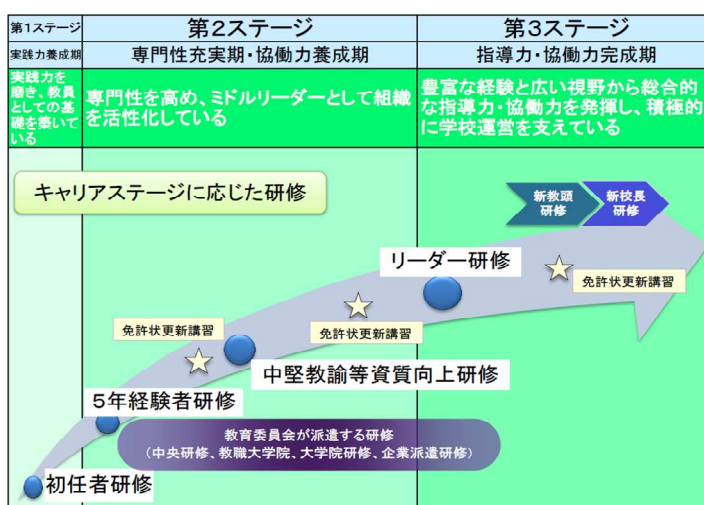 第1ステージ
第2ステージ
第3ステージ
実践力養成期
専門性充実期・協働力養成期
指導力・協働力完成期
実践力を
磨き、教員
としての基
礎を築いて
いる
専門性を高め、ミドルリーダーとして組織
を活性化している
豊富な経験と広い視野から総合的
な指導力・協働力を発揮し、積極的
に学校運営を支えている
キャリアステージに応じた研修
新教頭
研修
新校長
研修
リーダー研修
免許状更新講習
免許状更新講習
免許状更新講習
中堅教諭等資質向上研修
5年経験者研修
教育委員会が派遣する研修
(中央研修、教職大学院、大学院研修、企業派遣研修)
初任者研修